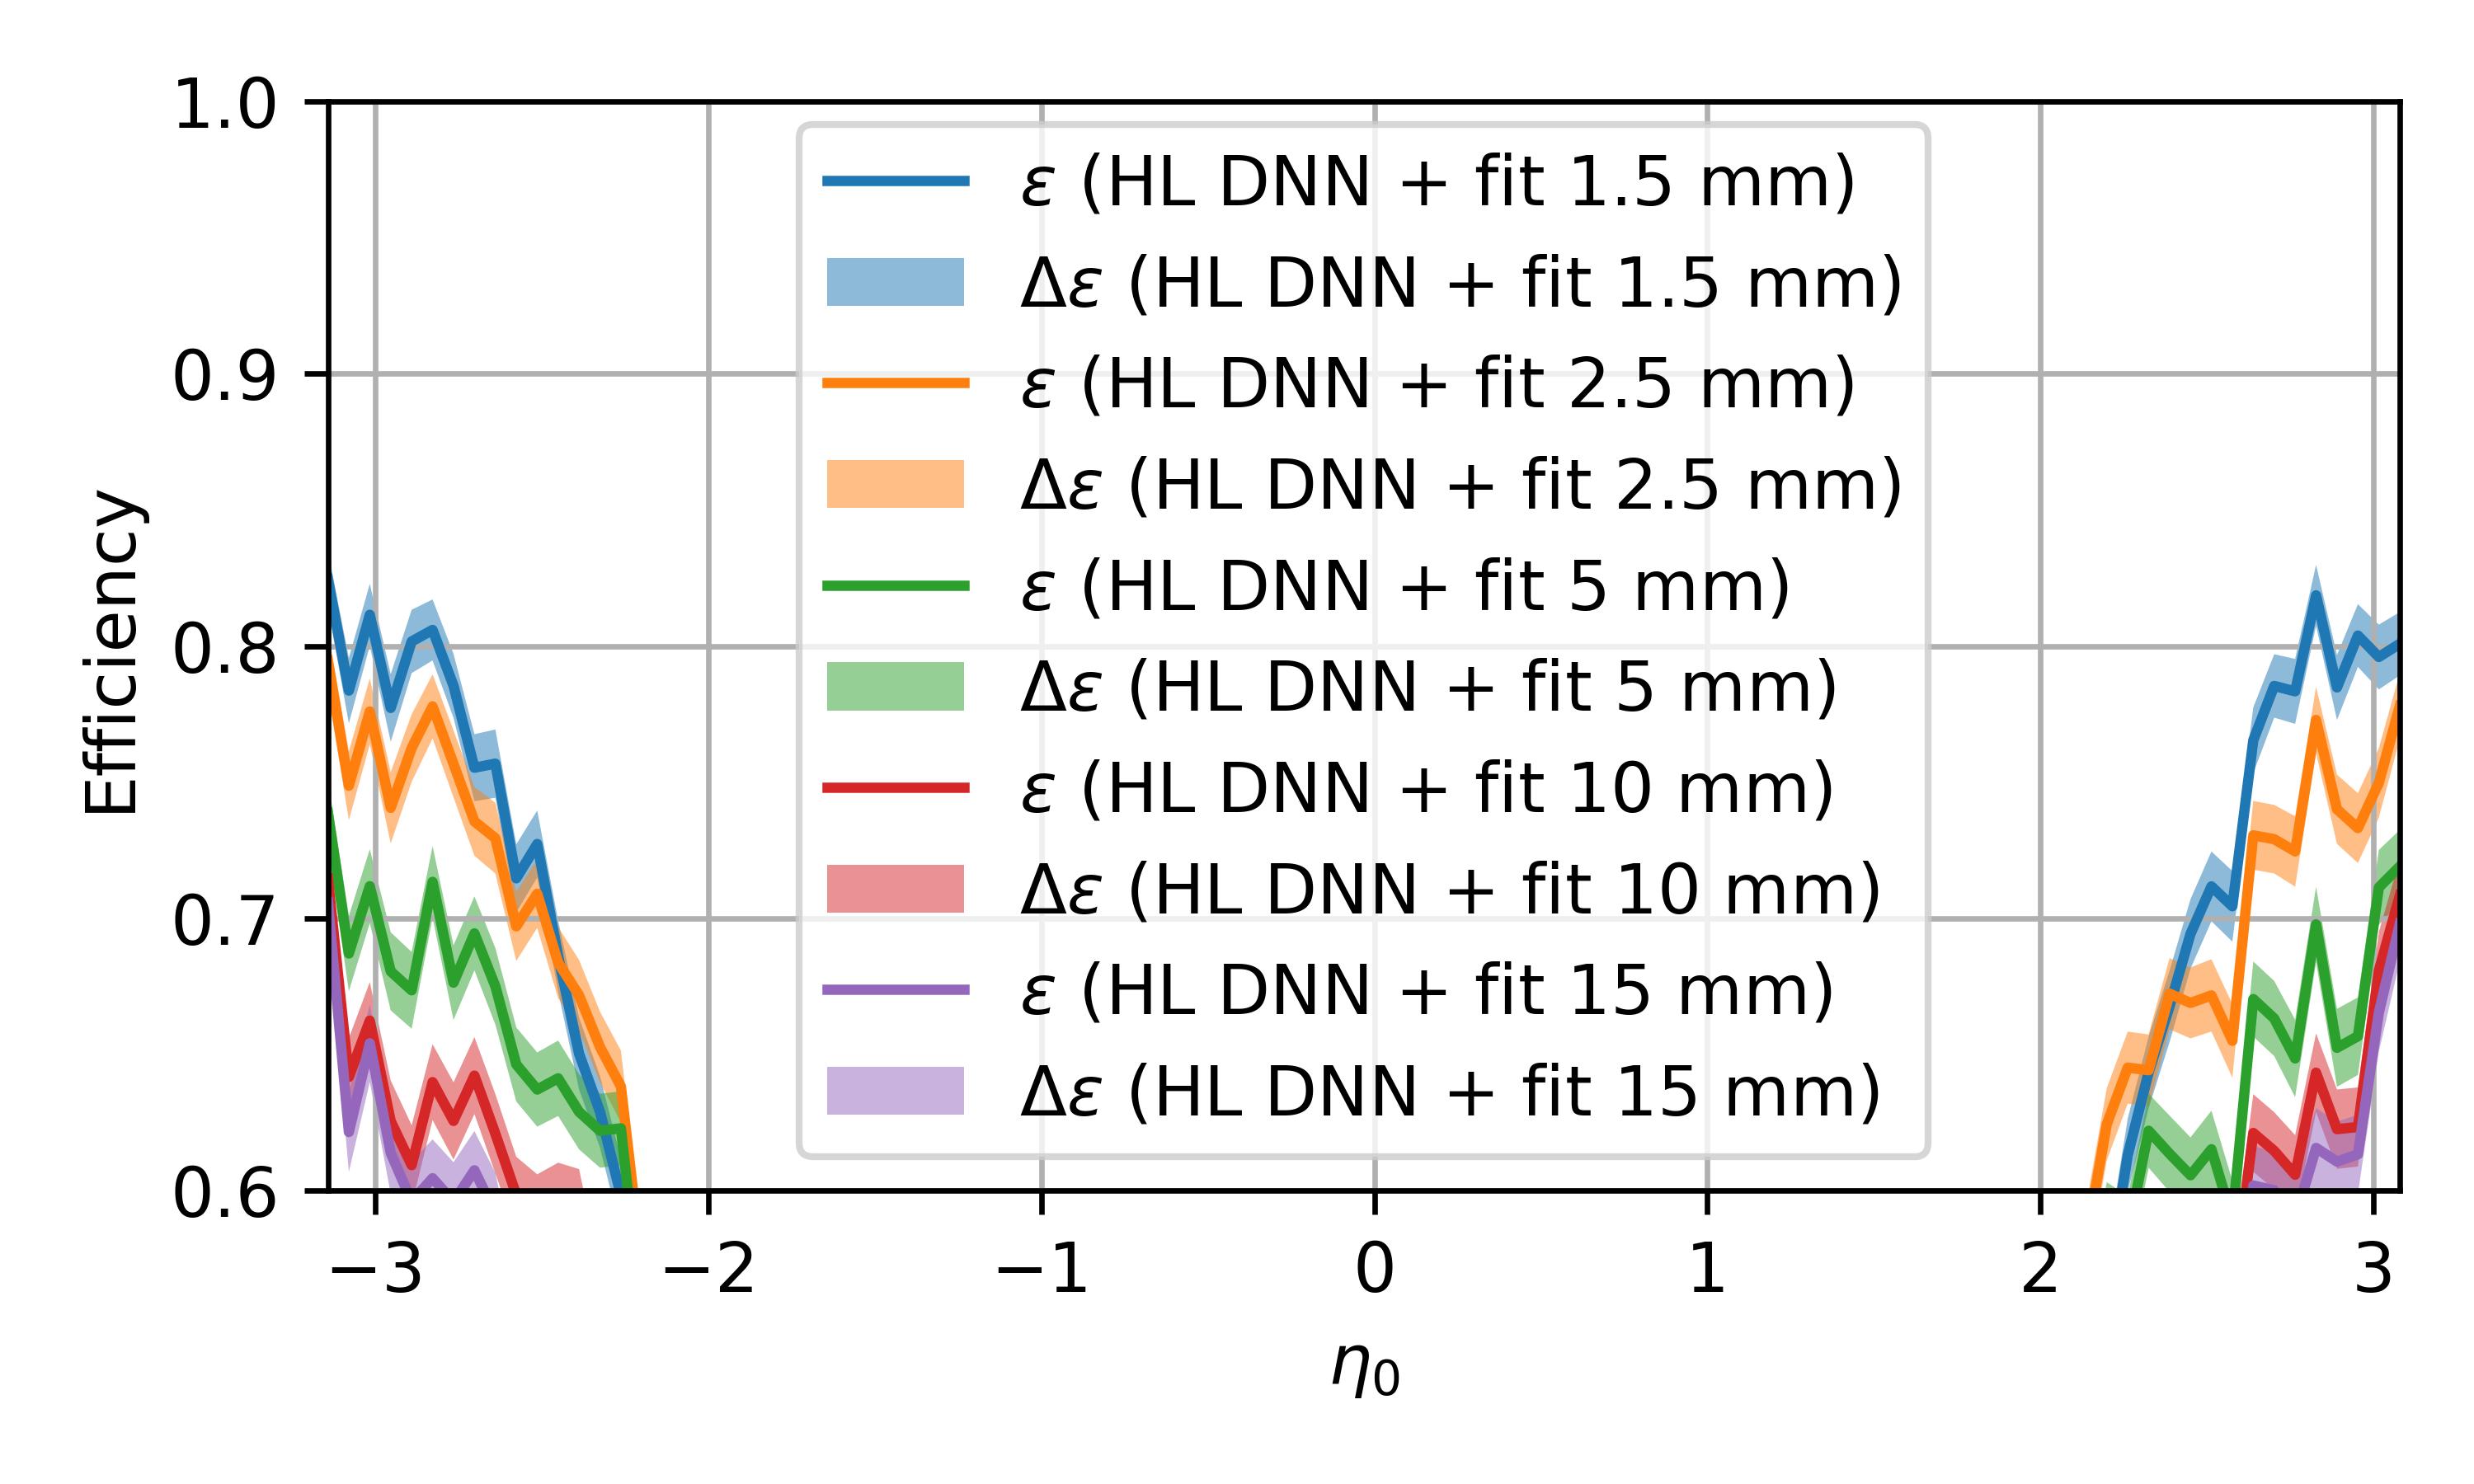 1.0
0.9
0.8
0.7
0.6
Efficiency
ε (HL DNN + fit 1.5 mm)
Δε (HL DNN + fit 1.5 mm)
ε (HL DNN + fit 2.5 mm)
Δε (HL DNN + fit 2.5 mm)
ε (HL DNN + fit 5 mm)
Δε (HL DNN + fit 5 mm)
ε (HL DNN + fit 10 mm)
Δε (HL DNN + fit 10 mm)
ε (HL DNN + fit 15 mm)
Δε (HL DNN + fit 15 mm)
−3 −2 −1 0 1 2 3
η₀